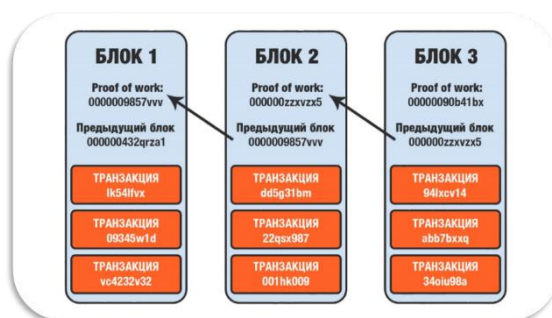 БЛОК 1
Proof of work:
0000009857vvv
Предыдущий блок
000000432qrza1
ТРАНЗАКЦИЯ
lk54lfvx
ТРАНЗАКЦИЯ
09345w1d
ТРАНЗАКЦИЯ
vc4232v32
БЛОК 2
Proof of work:
000000zzxvzx5
Предыдущий блок
0000009857vvv
ТРАНЗАКЦИЯ
dd5g31bm
ТРАНЗАКЦИЯ
22qsx987
ТРАНЗАКЦИЯ
001hk009
БЛОК 3
Proof of work:
00000090b41bx
Предыдущий блок
000000zzxvzx5
ТРАНЗАКЦИЯ
94lxcv14
ТРАНЗАКЦИЯ
abb7bxxq
ТРАНЗАКЦИЯ
34oiu98a